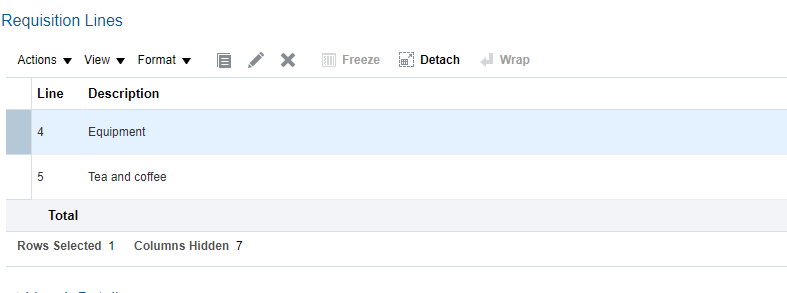 Requisition Lines
Actions View Format Freeze Detach Wrap
Line Description
4 Equipment
5 Tea and coffee
Total
Rows Selected 1 Columns Hidden 7